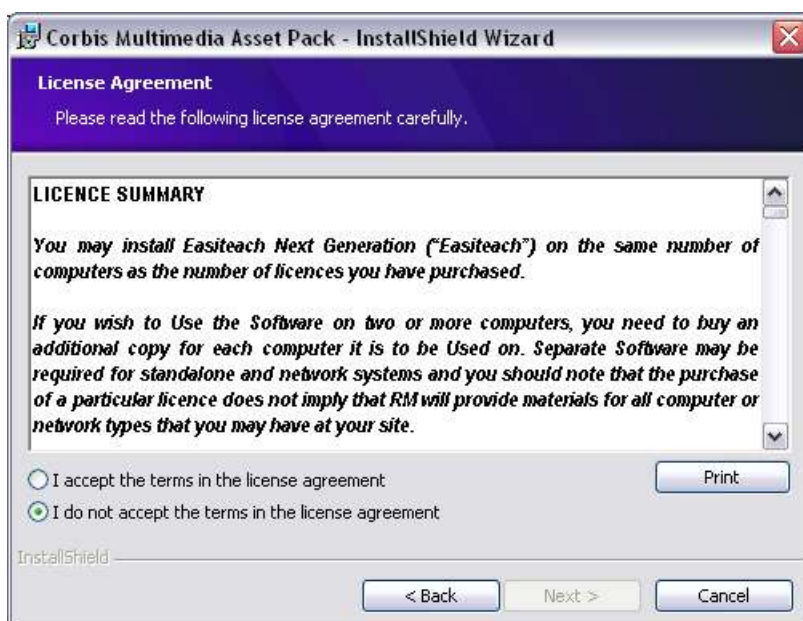 Corbis Multimedia Asset Pack - InstallShield Wizard
License Agreement
Please read the following license agreement carefully.
LICENCE SUMMARY
You may install Easiteach Next Generation ("Easiteach") on the same number of
computers as the number of licences you have purchased.
If you wish to Use the Software on two or more computers, you need to buy an
additional copy for each computer it is to be Used on. Separate Software may be
required for standalone and network systems and you should note that the purchase
of a particular licence does not imply that RM will provide materials for all computer or
network types that you may have at your site.
I accept the terms in the license agreement
Print
I do not accept the terms in the license agreement
InstallShield
< Back
Next >
Cancel